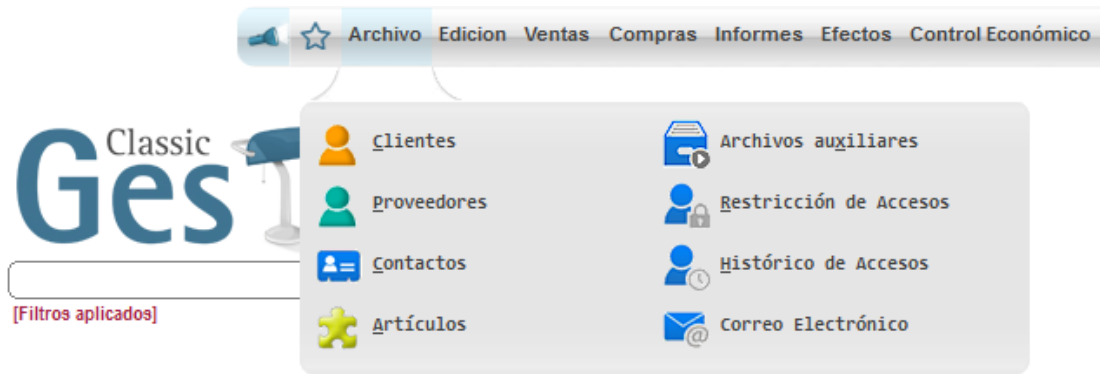 Archivo Edicion Ventas Compras Informes Efectos Control Económico
Classic
Ges
[Filtros aplicados]
Clientes
Proveedores
Contactos
Artículos
Archivos auxiliares
Restricción de Accesos
Histórico de Accesos
Correo Electrónico